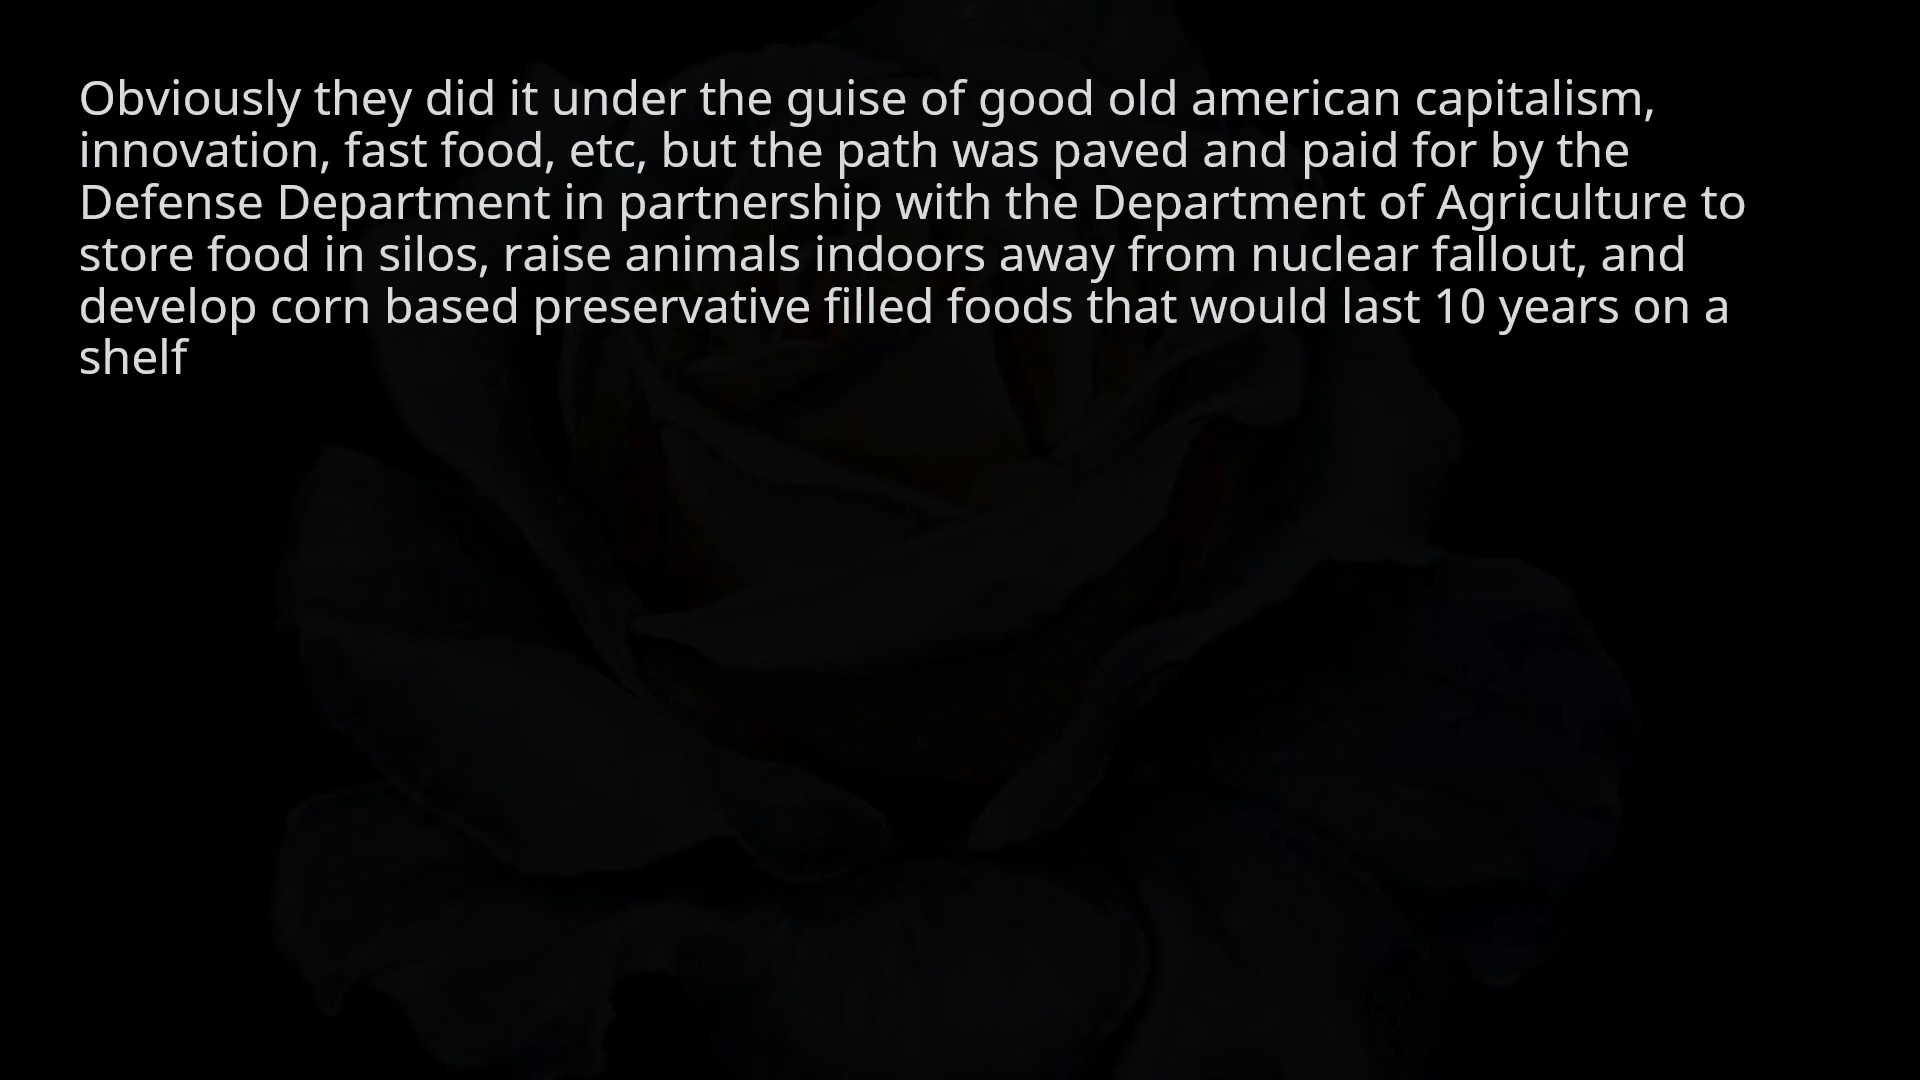 Obviously they did it under the guise of good old american capitalism,
innovation, fast food, etc, but the path was paved and paid for by the
Defense Department in partnership with the Department of Agriculture to
store food in silos, raise animals indoors away from nuclear fallout, and
develop corn based preservative filled foods that would last 10 years on a
shelf